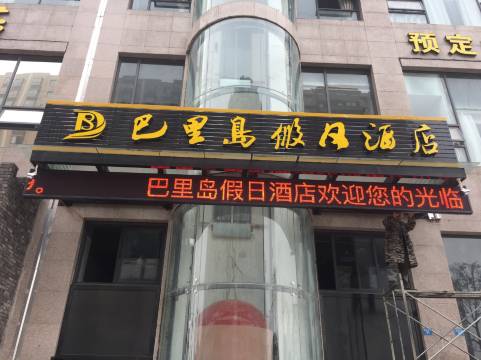 预定
巴里岛假日酒店
巴里岛假日酒店欢迎您的光临